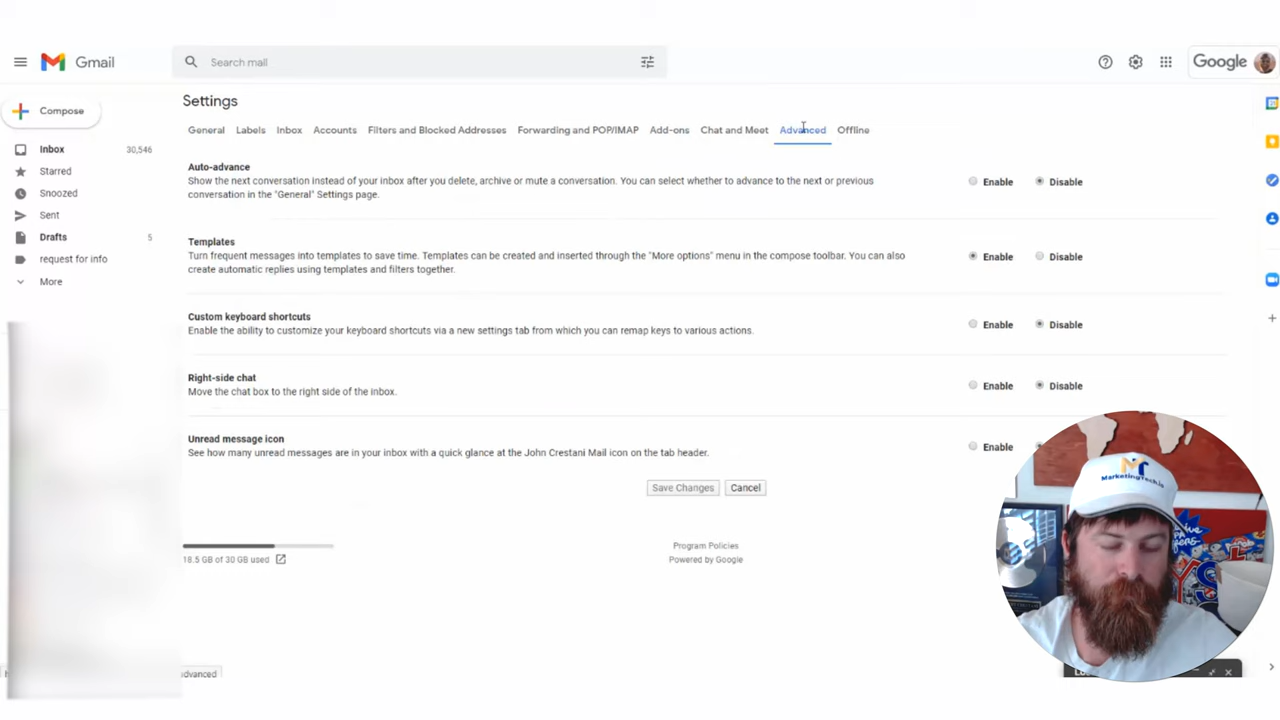 Gmail
Search mail
Google
Compose
Inbox 30,546
Starred
Snoozed
Sent
Drafts 5
request for info
More
Settings
General Labels Inbox Accounts Filters and Blocked Addresses Forwarding and POP/IMAP Add-ons Chat and Meet Advanced Offline
Auto-advance
Show the next conversation instead of your inbox after you delete, archive or mute a conversation. You can select whether to advance to the next or previous
conversation in the "General" Settings page.
Enable Disable
Templates
Turn frequent messages into templates to save time. Templates can be created and inserted through the "More options" menu in the compose toolbar. You can also
create automatic replies using templates and filters together.
Enable Disable
Custom keyboard shortcuts
Enable the ability to customize your keyboard shortcuts via a new settings tab from which you can remap keys to various actions.
Enable Disable
Right-side chat
Move the chat box to the right side of the inbox.
Enable Disable
Unread message icon
See how many unread messages are in your inbox with a quick glance at the John Crestani Mail icon on the tab header.
Enable
Save Changes Cancel
18.5 GB of 30 GB used
Program Policies
Powered by Google
advanced
MarketingTech.io